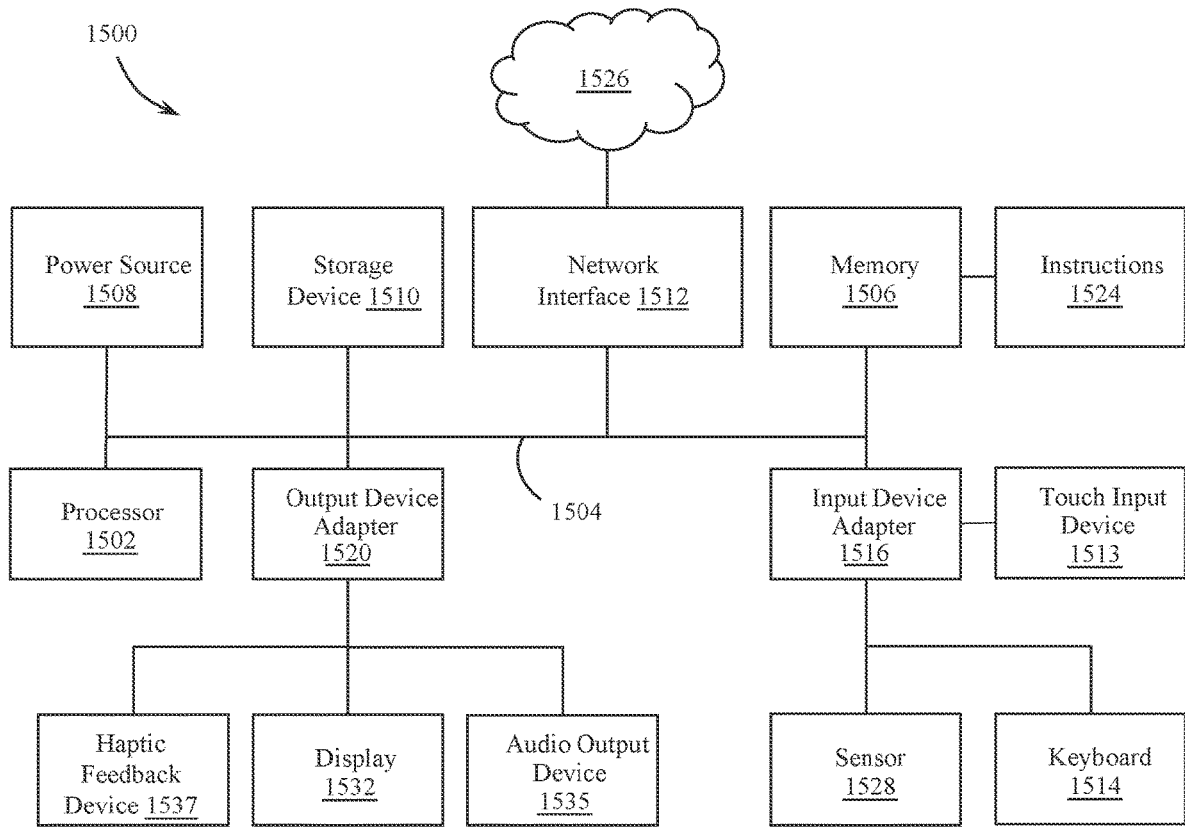 1500
1526
Power Source
1508
Storage
Device 1510
Network
Interface 1512
Memory
1506
Instructions
1524
Processor
1502
Output Device
Adapter
1520
1504
Input Device
Adapter
1516
Touch Input
Device
1513
Haptic
Feedback
Device 1537
Display
1532
Audio Output
Device
1535
Sensor
1528
Keyboard
1514